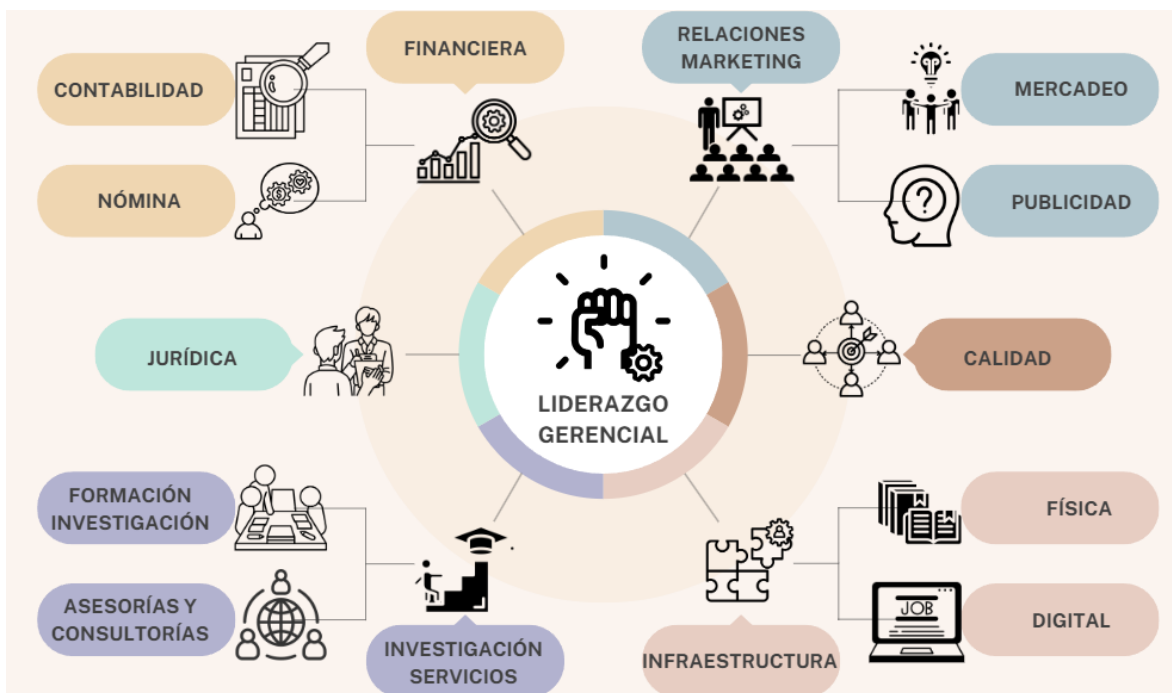 FINANCIERA
RELACIONES
MARKETING
CONTABILIDAD
MERCADEO
NÓMINA
PUBLICIDAD
JURÍDICA
CALIDAD
LIDERAZGO
GERENCIAL
FORMACIÓN
INVESTIGACIÓN
FÍSICA
ASESORÍAS Y
CONSULTORÍAS
JOB
DIGITAL
INVESTIGACIÓN
SERVICIOS
INFRAESTRUCTURA